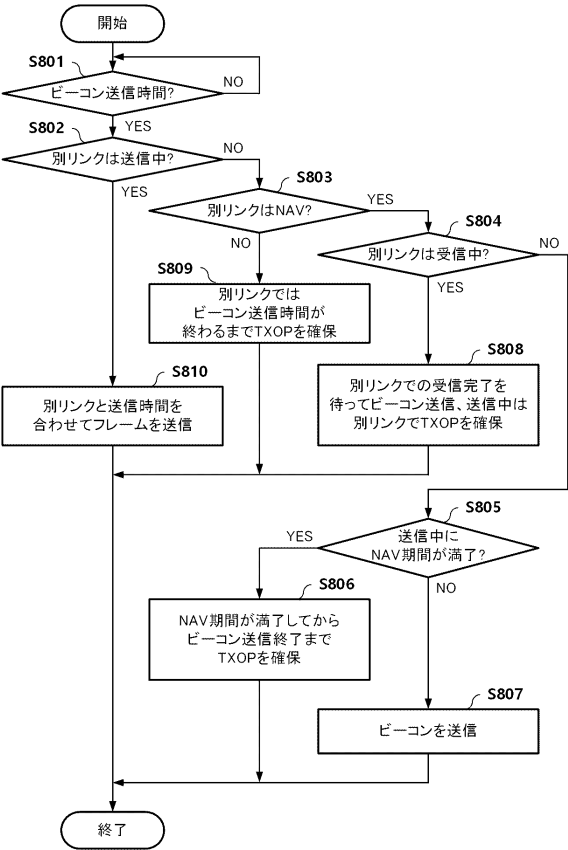 開始
S801
ビーコン送信時間?
NO
YES
S802
別リンクは送信中?
NO
YES
S803
別リンクはNAV?
YES
NO
S804
別リンクは受信中?
NO
YES
S809
別リンクでは
ビーコン送信時間が
終わるまでTXOPを確保
S808
別リンクでの受信完了を
待ってビーコン送信、送信中は
別リンクでTXOPを確保
S810
別リンクと送信時間を
合わせてフレームを送信
S805
送信中に
NAV期間が満了?
YES
NO
S806
NAV期間が満了してから
ビーコン送信終了まで
TXOPを確保
S807
ビーコンを送信
終了